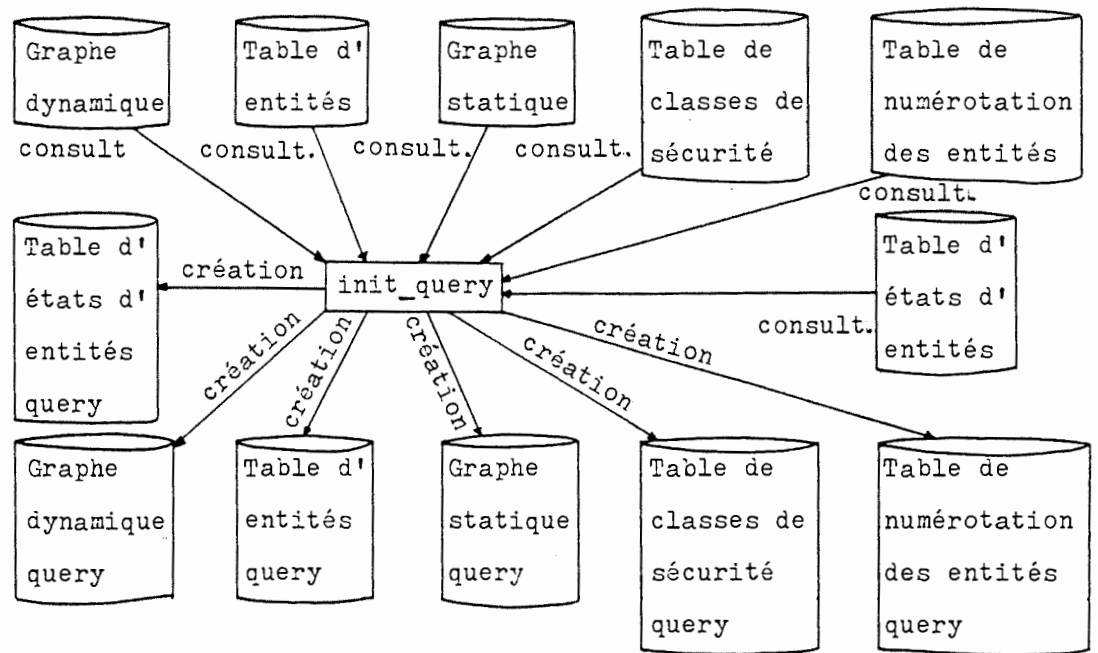 Graphe
dynamique
Table d'
entités
Graphe
statique
Table de
classes de
sécurité
Table de
numérotation
des entités
consult
consult.
consult.
consult.
consult.
Table d'
états d'
entités
query
création
init_query
consult.
Table d'
états d'
entités
création
création
création
création
création
Graphe
dynamique
query
Table d'
entités
query
Graphe
statique
query
Table de
classes de
sécurité
query
Table de
numérotation
des entités
query